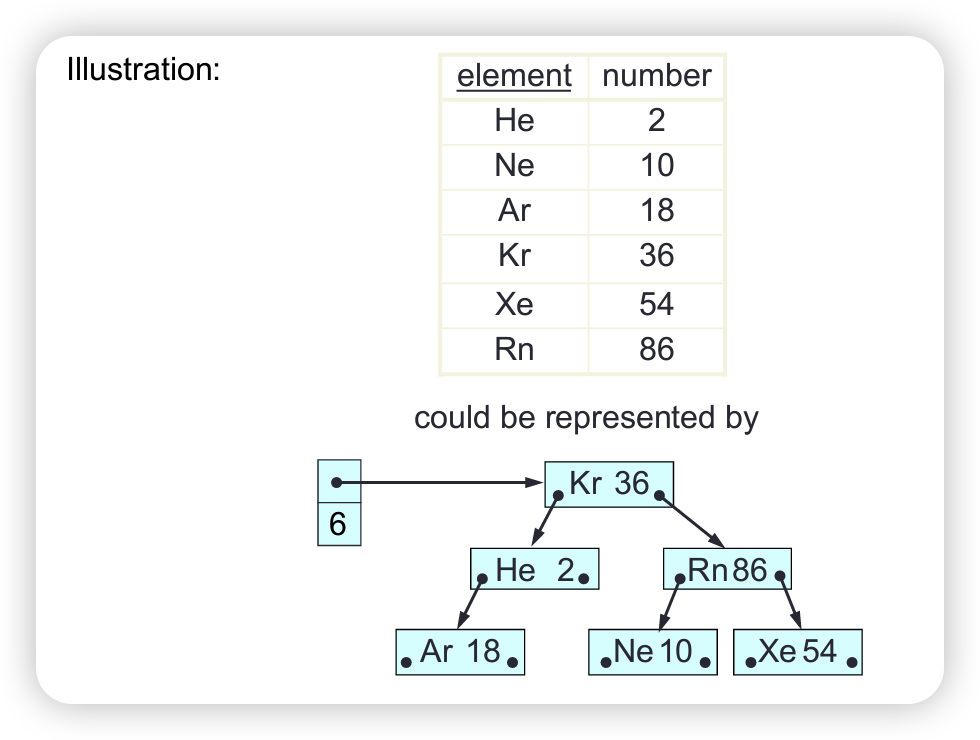 Illustration:
element number
He 2
Ne 10
Ar 18
Kr 36
Xe 54
Rn 86
could be represented by
Kr 36
6
He 2
Rn 86
Ar 18
Ne 10
Xe 54